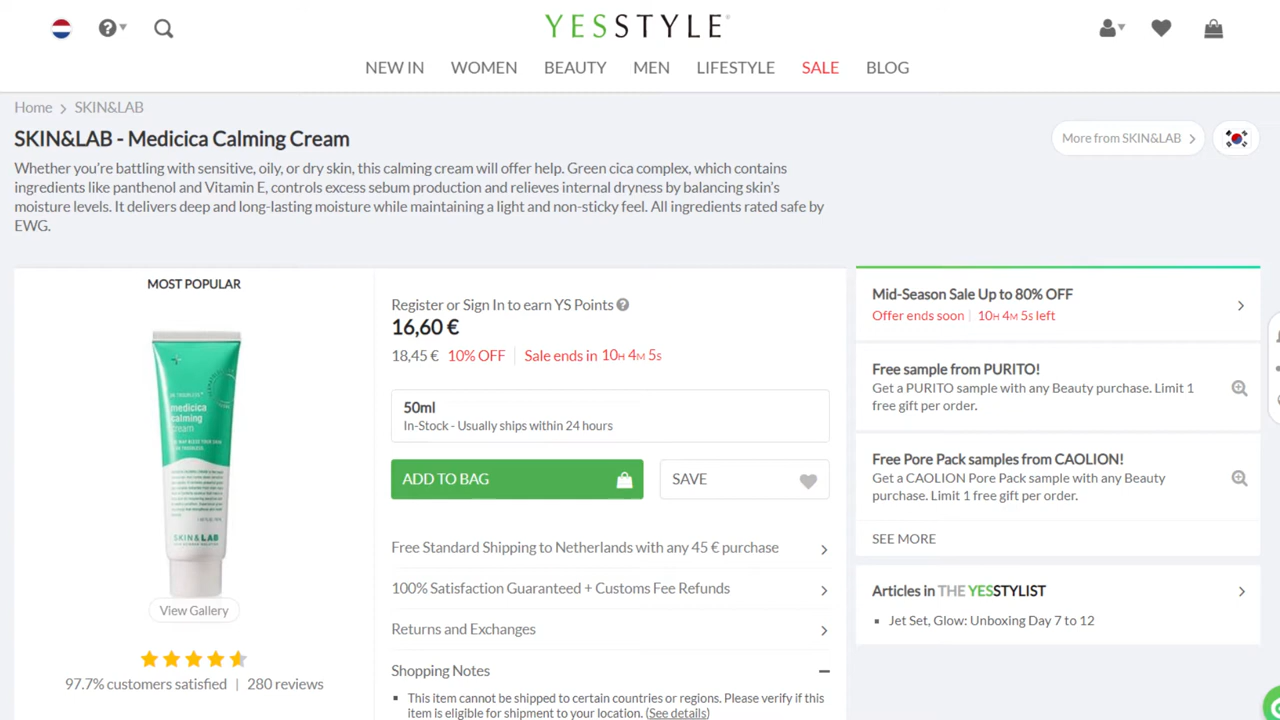 YESSTYLE
NEW IN WOMEN BEAUTY MEN LIFESTYLE SALE BLOG
Home > SKIN&LAB
SKIN&LAB - Medicica Calming Cream
More from SKIN&LAB >
Whether you're battling with sensitive, oily, or dry skin, this calming cream will offer help. Green cica complex, which contains
ingredients like panthenol and Vitamin E, controls excess sebum production and relieves internal dryness by balancing skin's
moisture levels. It delivers deep and long-lasting moisture while maintaining a light and non-sticky feel. All ingredients rated safe by
EWG.
MOST POPULAR
medicica
calming
cream
SKIN&LAB
View Gallery
97.7% customers satisfied | 280 reviews
Register or Sign In to earn YS Points
16,60 €
18,45 € 10% OFF | Sale ends in 10H 4M 5S
50ml
In-Stock - Usually ships within 24 hours
ADD TO BAG
SAVE
Free Standard Shipping to Netherlands with any 45 € purchase
100% Satisfaction Guaranteed + Customs Fee Refunds
Returns and Exchanges
Shopping Notes
▪ This item cannot be shipped to certain countries or regions. Please verify if this
item is eligible for shipment to your location. (See details)
Mid-Season Sale Up to 80% OFF
Offer ends soon | 10H 4M 5S left
Free sample from PURITO!
Get a PURITO sample with any Beauty purchase. Limit 1
free gift per order.
Free Pore Pack samples from CAOLION!
Get a CAOLION Pore Pack sample with any Beauty
purchase. Limit 1 free gift per order.
SEE MORE
Articles in THE YESSTYLIST
▪ Jet Set, Glow: Unboxing Day 7 to 12